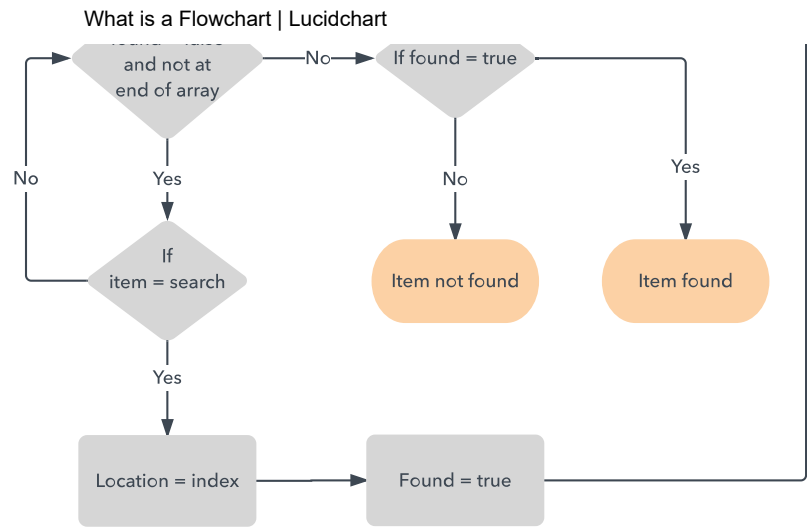 What is a Flowchart | Lucidchart
and not at
end of array
No
If found = true
No
Yes
No
Yes
If
item = search
Item not found
Item found
Yes
Location = index
Found = true